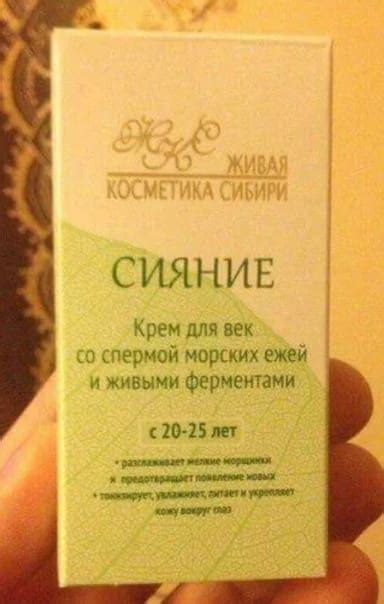 ЖКС
ЖИВАЯ
КОСМЕТИКА СИБИРИ
СИЯНИЕ
Крем для век
со спермой морских ежей
и живыми ферментами
с 20-25 лет
• разглаживает мелкие морщинки
и предотвращает появление новых
• тонизирует, увлажняет, питает и укрепляет
кожу вокруг глаз